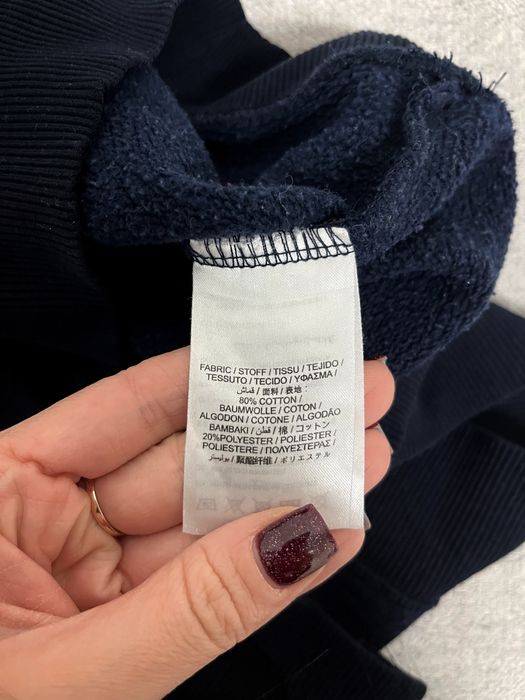 FABRIC / STOFF / TISSU / TEJIDO /
TESSUTO / TECIDO / ΥΦΑΣΜΑ /
قماش / 面料 / 表地 :
80% COTTON /
BAUMWOLLE / COTON /
ALGODON / COTONE / ALGODÃO
BAMBAKI / قطن / 棉 / コットン
20%POLYESTER / POLIESTER /
POLIESTERE / ΠΟΛΥΕΣΤΕΡΑΣ /
بوليستر / 聚酯纤维 / ポリエステル